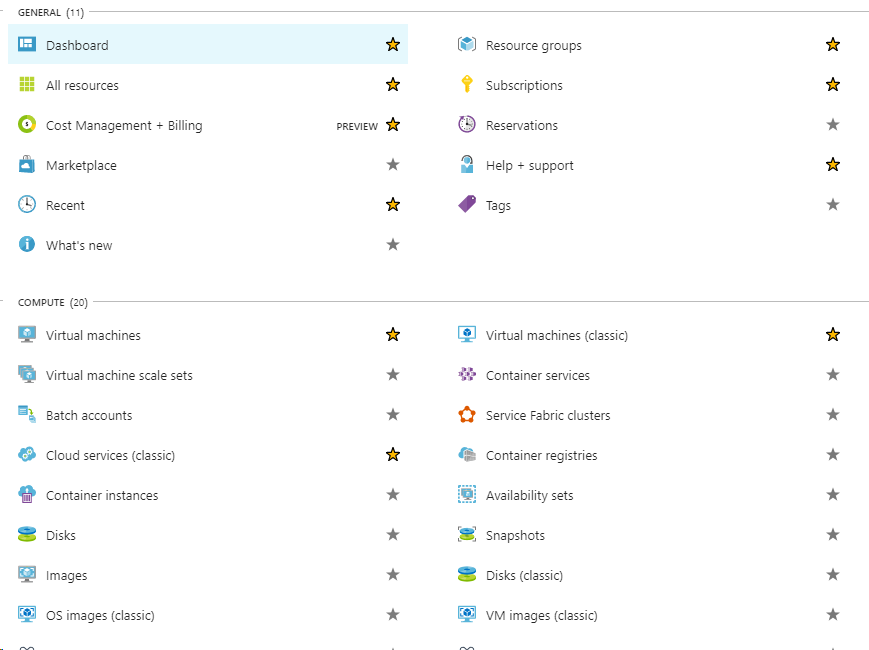 GENERAL (11)
Dashboard
Resource groups
All resources
Subscriptions
Cost Management + Billing PREVIEW
Reservations
Marketplace
Help + support
Recent
Tags
What's new
COMPUTE (20)
Virtual machines
Virtual machines (classic)
Virtual machine scale sets
Container services
Batch accounts
Service Fabric clusters
Cloud services (classic)
Container registries
Container instances
Availability sets
Disks
Snapshots
Images
Disks (classic)
OS images (classic)
VM images (classic)